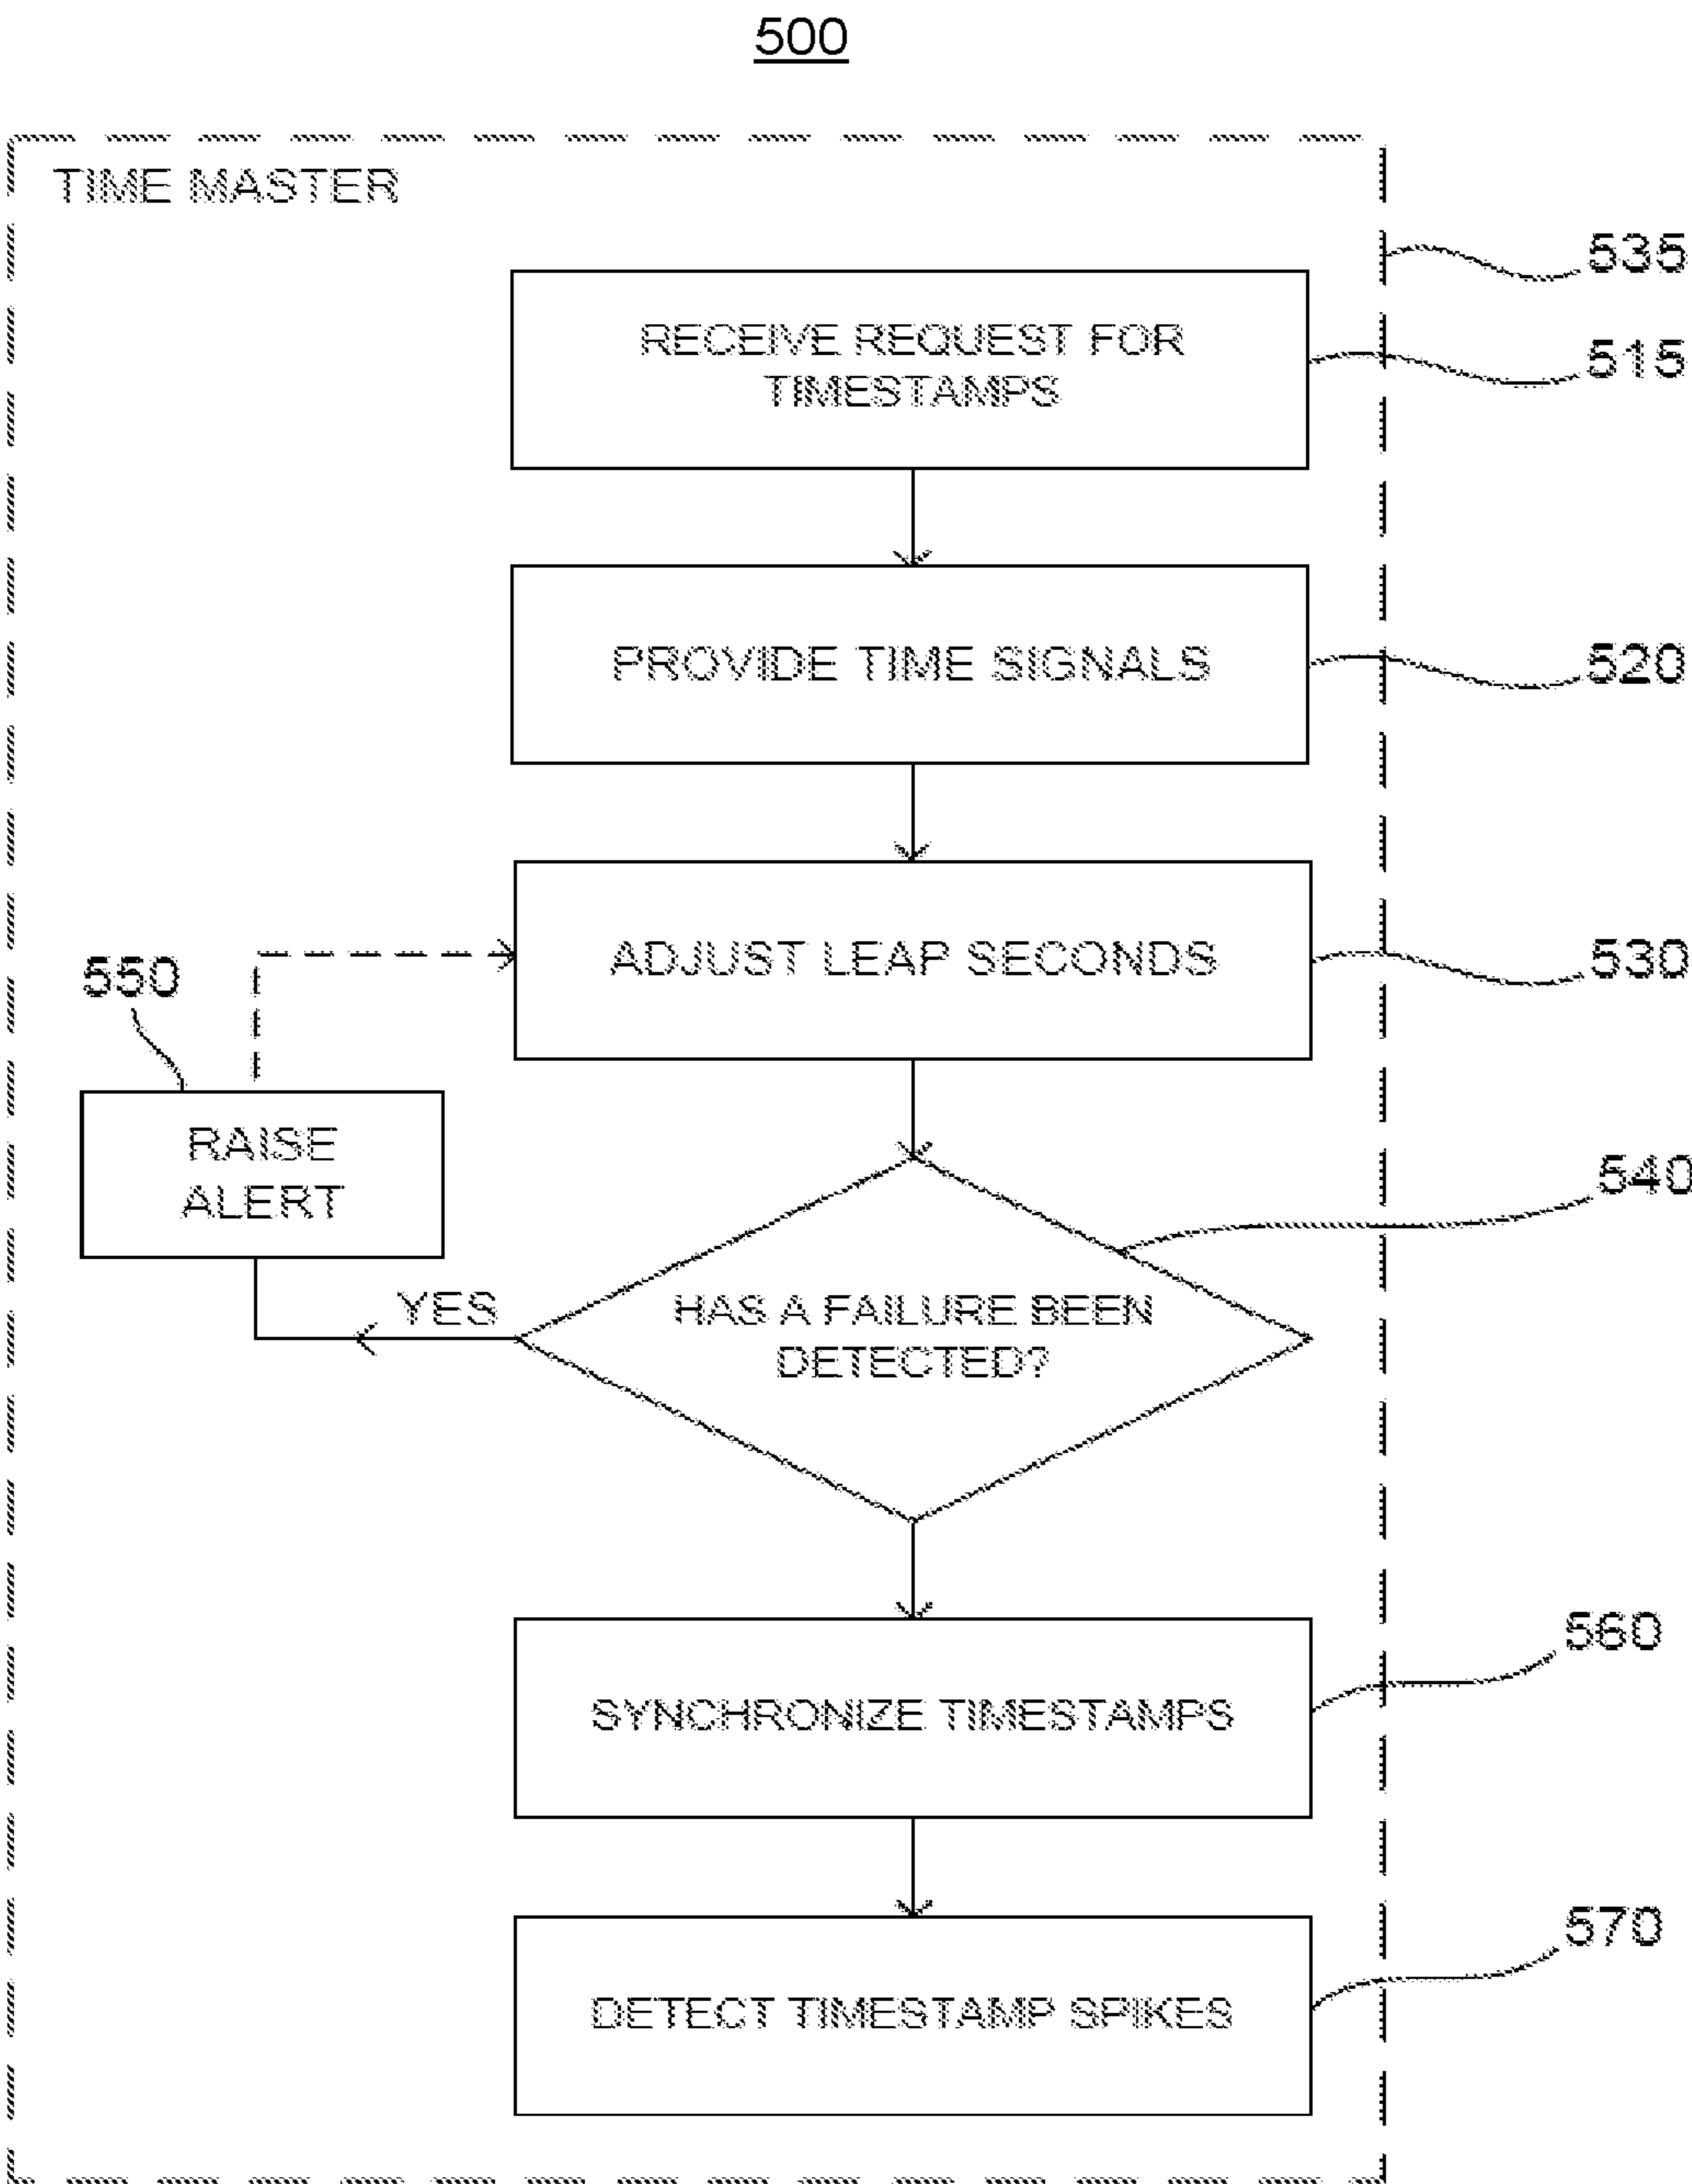 500
TIME MASTER
535
RECEIVE REQUEST FOR
TIMESTAMPS
515
PROVIDE TIME SIGNALS
520
ADJUST LEAP SECONDS
530
550
RAISE
ALERT
540
YES
HAS A FAILURE BEEN
DETECTED?
560
SYNCHRONIZE TIMESTAMPS
570
DETECT TIMESTAMP SPIKES